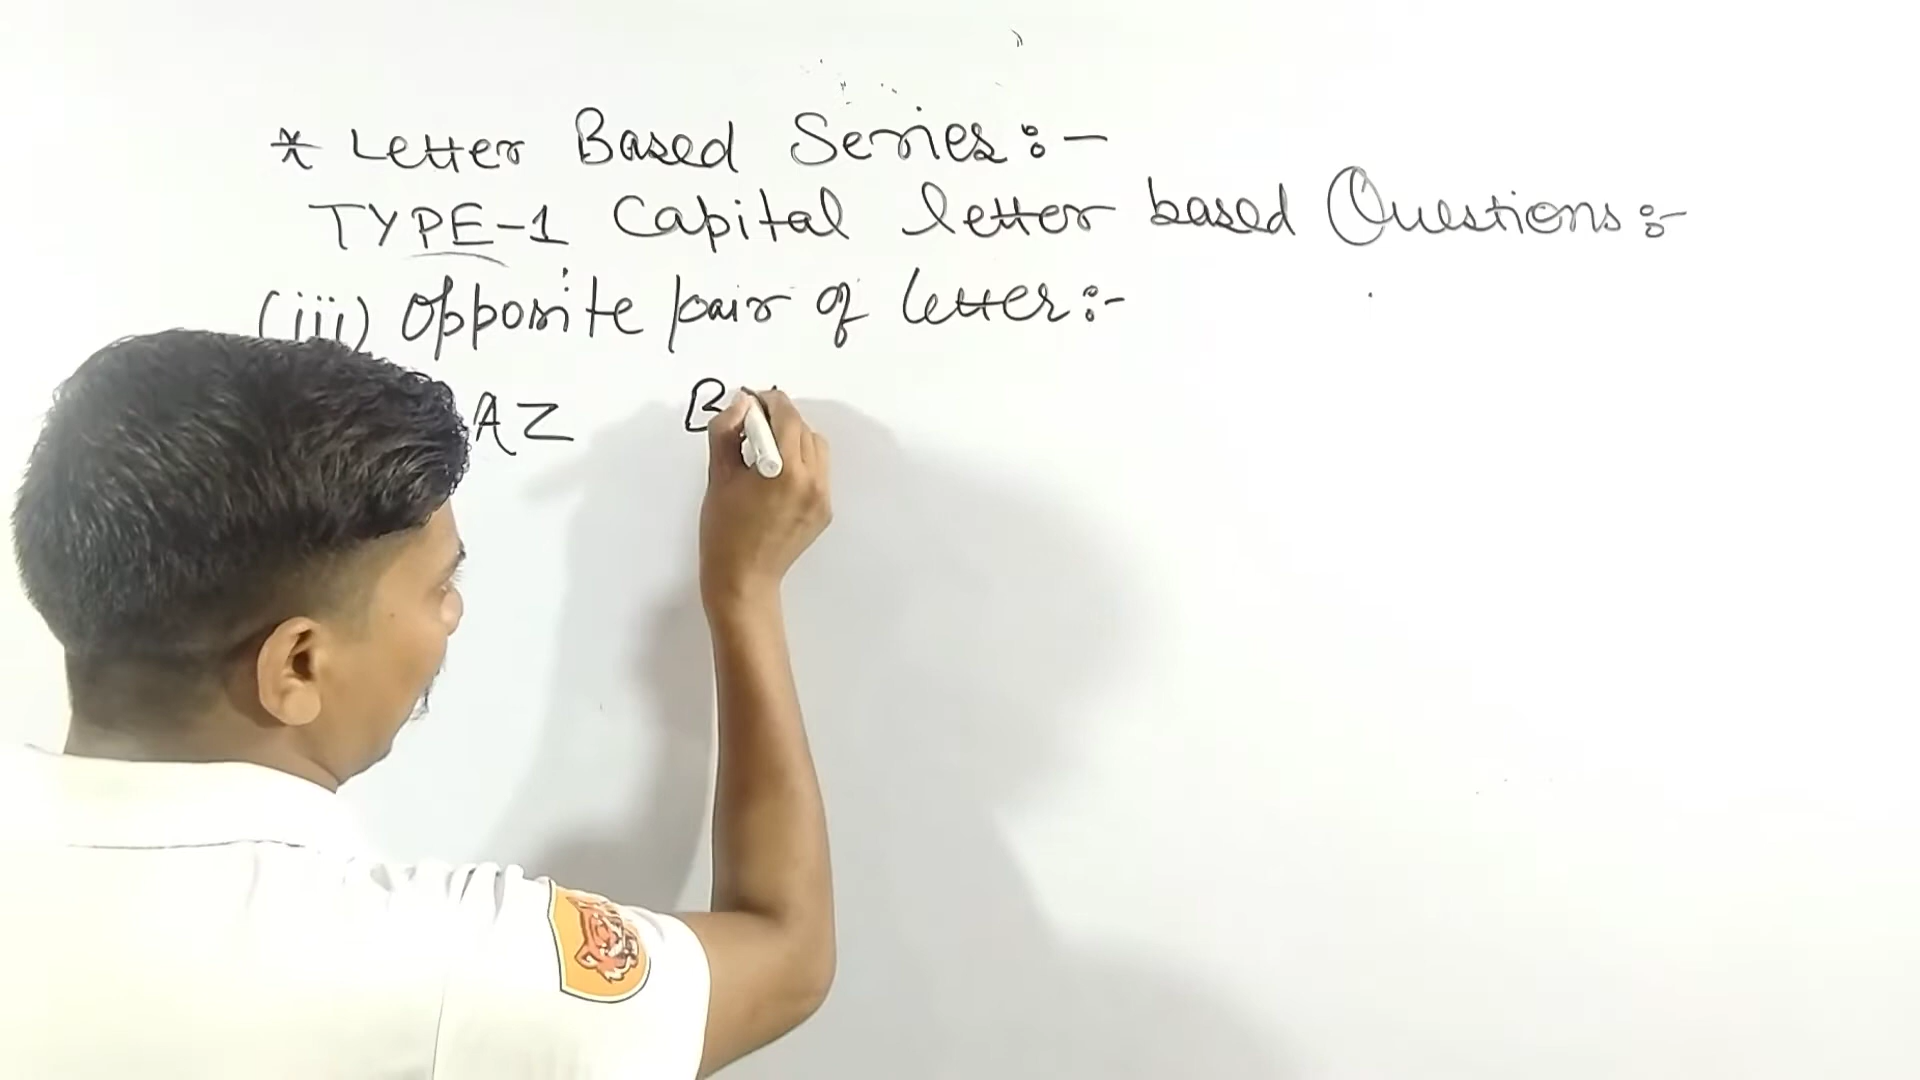 * Letter Based Series :-
TYPE-1 Capital letter based Questions :-
(iii) Opposite pair of letter :-
AZ B